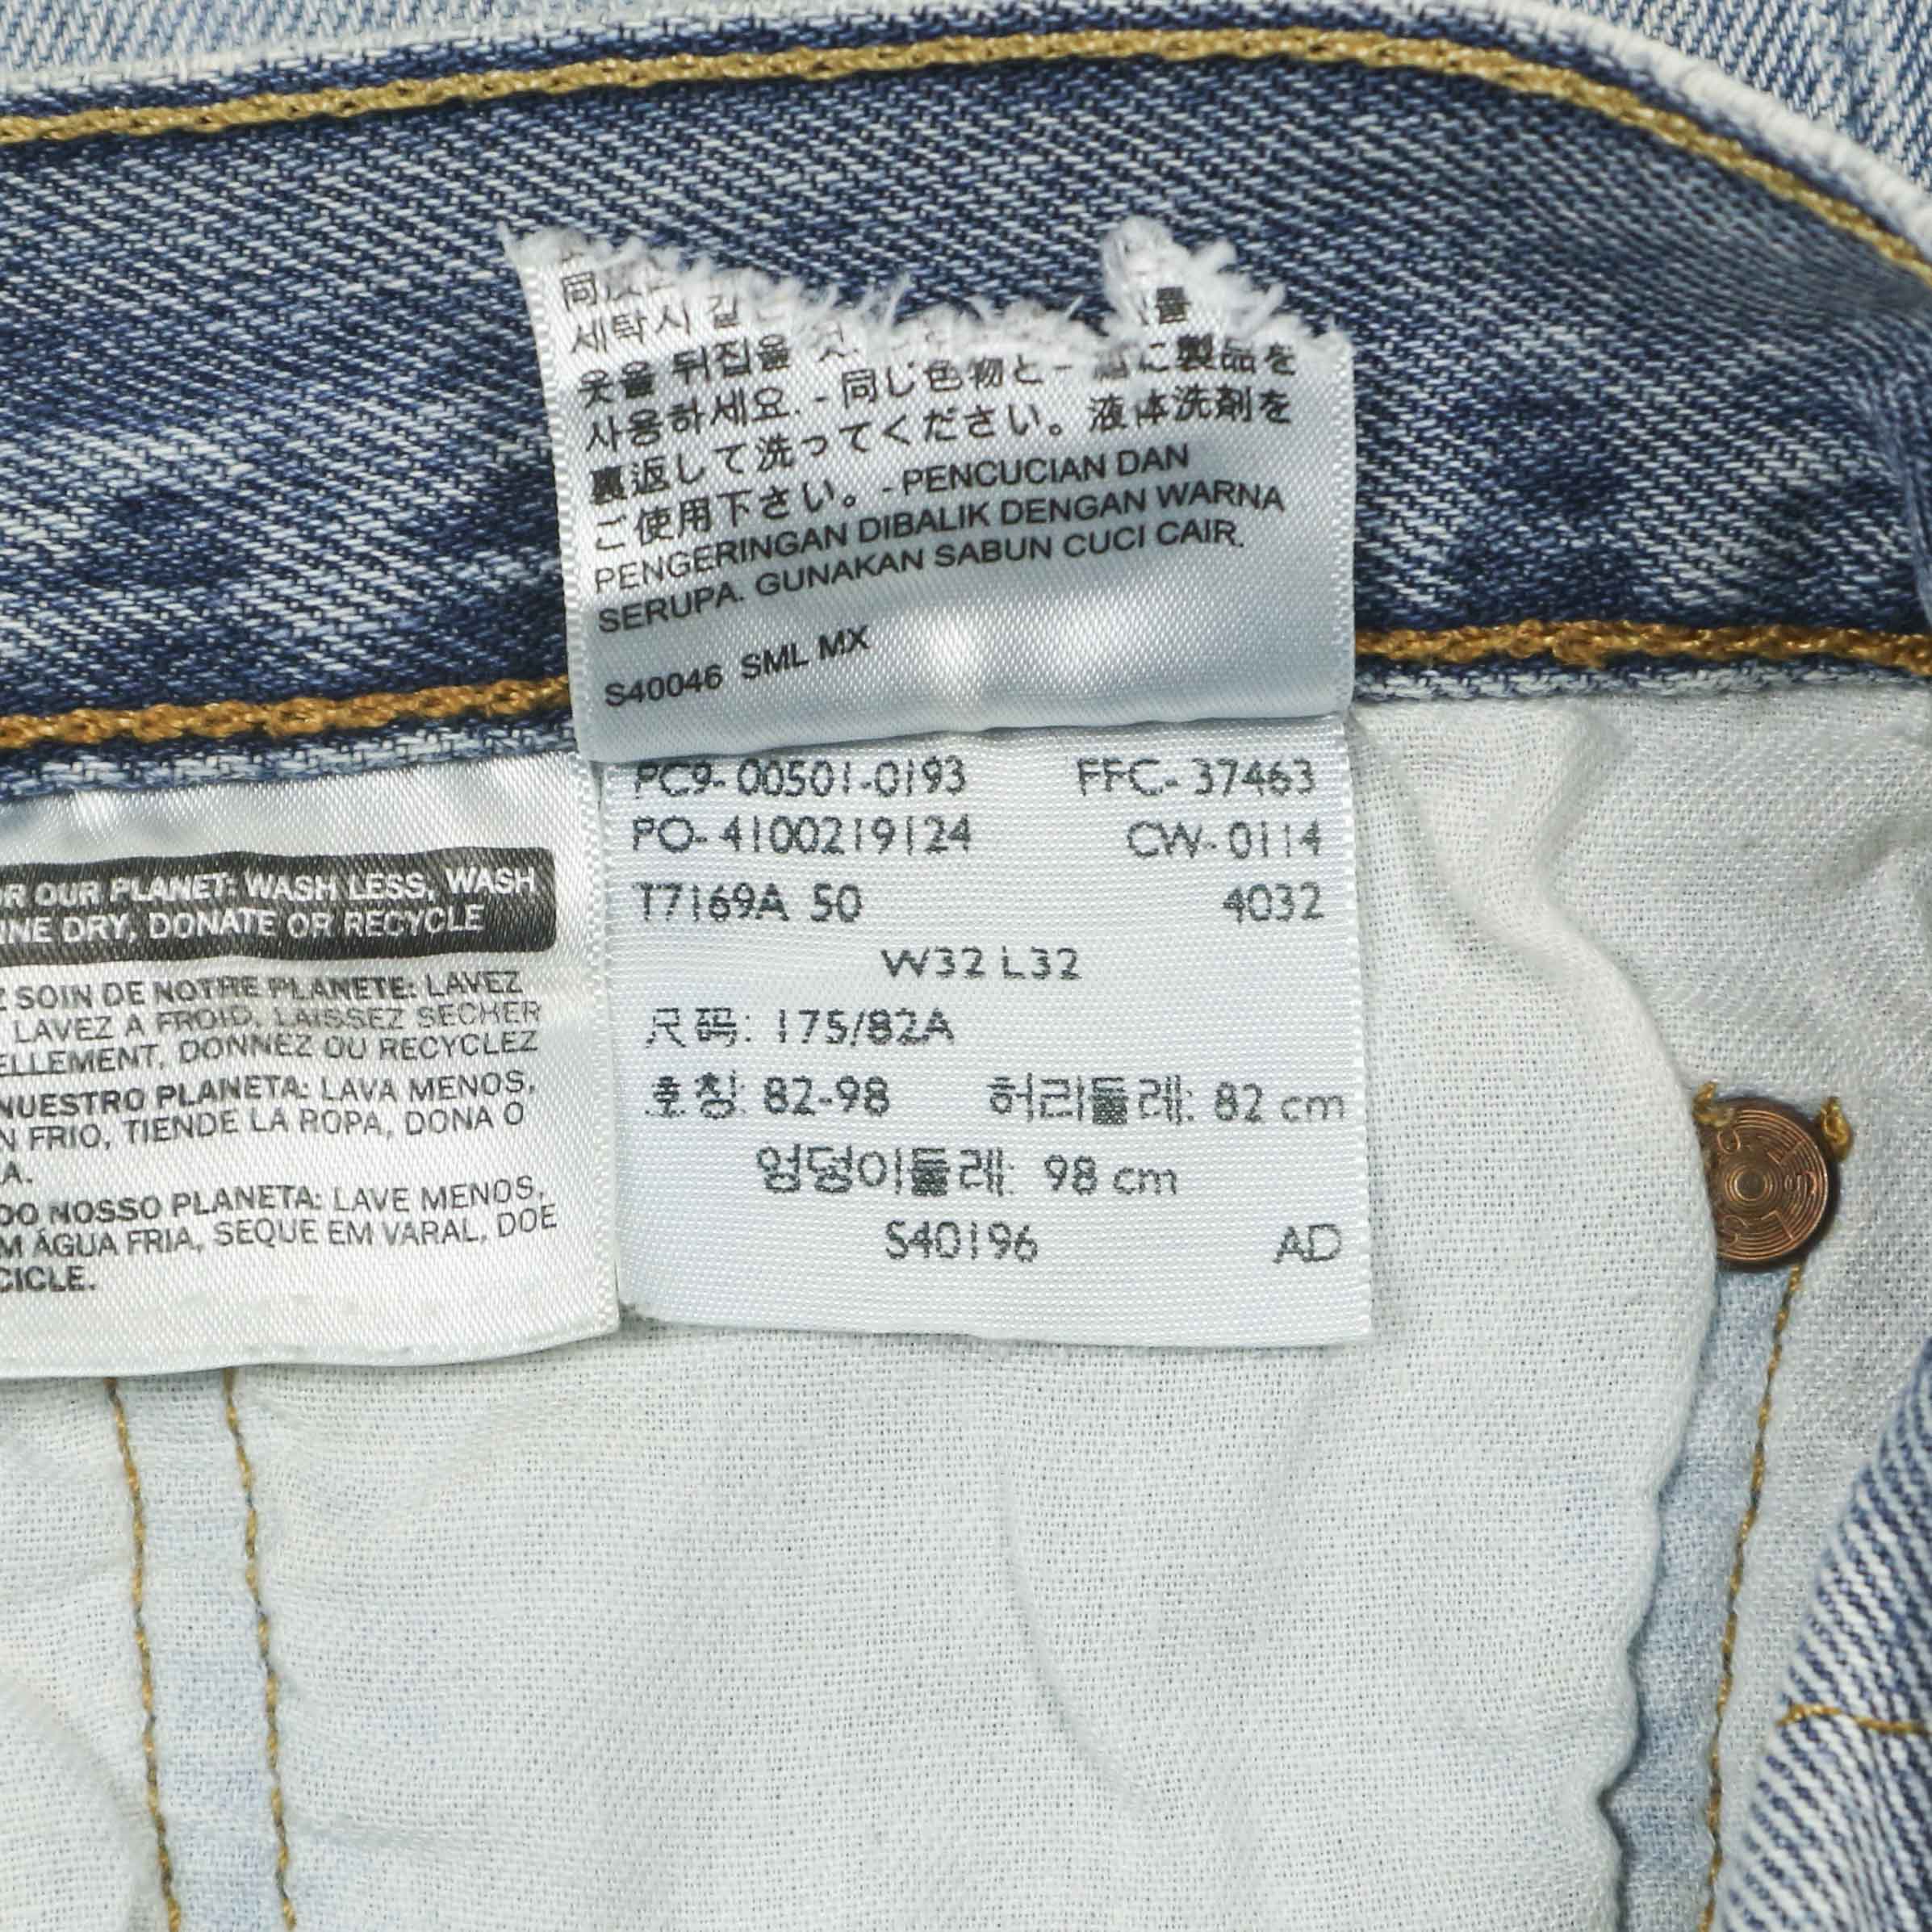 세탁시
옷을 뒤집을
사용하세요. - 同じ色物と 製品を
裏返して洗ってください。液体洗剤を
ご使用下さい。- PENCUCIAN DAN
PENGERINGAN DIBALIK DENGAN WARNA
SERUPA. GUNAKAN SABUN CUCI CAIR.
S40046 SML MX
PC9-00501-0193 FFC-37463
PO-4100219124 CW-0114
T7169A 50 4032
W32 L32
尺码: 175/82A
호칭: 82-98 허리둘레: 82 cm
엉덩이둘레: 98 cm
S40196 AD
R OUR PLANET: WASH LESS, WASH
INE DRY, DONATE OR RECYCLE
Z SOIN DE NOTRE PLANETE: LAVEZ
LAVEZ A FROID, LAISSEZ SECHER
ELLEMENT, DONNEZ OU RECYCLEZ
NUESTRO PLANETA: LAVA MENOS,
N FRIO, TIENDE LA ROPA, DONA O
A.
DO NOSSO PLANETA: LAVE MENOS,
M ÁGUA FRIA, SEQUE EM VARAL, DOE
CICLE.